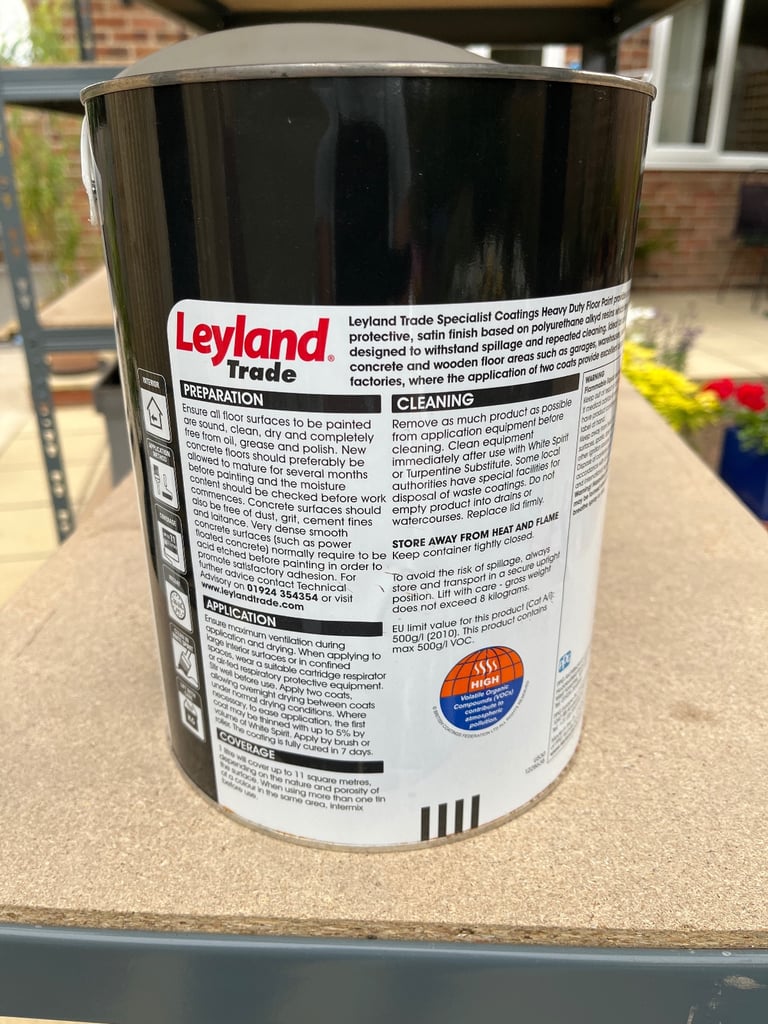 Leyland®
Trade
Leyland Trade Specialist Coatings Heavy Duty Floor Paint
protective, satin finish based on polyurethane alkyd resins
designed to withstand spillage and repeated cleaning.
concrete and wooden floor areas such as garages,
factories, where the application of two coats provide
PREPARATION
Ensure all floor surfaces to be painted
are sound, clean, dry and completely
free from oil, grease and polish. New
concrete floors should preferably be
allowed to mature for several months
before painting and the moisture
content should be checked before work
commences. Concrete surfaces should
also be free of dust, grit, cement fines
and laitance. Very dense smooth
concrete surfaces (such as power
floated concrete) normally require to be
acid etched before painting in order to
promote satisfactory adhesion. For
further advice contact Technical
Advisory on 01924 354354 or visit
www.leylandtrade.com
APPLICATION
Ensure maximum ventilation during
application and drying. When applying to
large interior surfaces or in confined
spaces, wear a suitable cartridge respirator
or air-fed respiratory protective equipment.
Stir well before use. Apply two coats,
allowing overnight drying between coats
under normal drying conditions. Where
necessary, to ease application, the first
coat may be thinned with up to 5% by
volume of White Spirit. Apply by brush or
roller, the coating is fully cured in 7 days.
COVERAGE
1 litre will cover up to 11 square metres,
depending on the nature and porosity of
the surface. When using more than one tin
of a colour in the same area, intermix
before use.
CLEANING
Remove as much product as possible
from application equipment before
cleaning. Clean equipment
immediately after use with White Spirit
or Turpentine Substitute. Some local
authorities have special facilities for
disposal of waste coatings. Do not
empty product into drains or
watercourses. Replace lid firmly.
STORE AWAY FROM HEAT AND FLAME
Keep container tightly closed.
To avoid the risk of spillage, always
store and transport in a secure upright
position. Lift with care - gross weight
does not exceed 8 kilograms.
EU limit value for this product (Cat A/i):
500g/l (2010). This product contains
max 500g/l VOC.
HIGH
Volatile Organic
Compounds (VOCs)
contribute to
atmospheric
pollution.
WARNING
INTERIOR
PPG